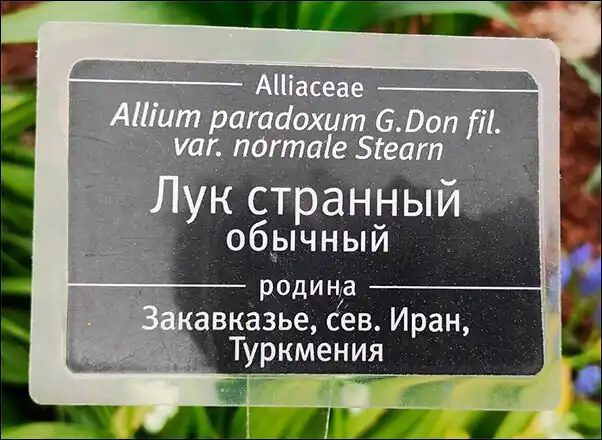 Alliaceae
Allium paradoxum G.Don fil.
var. normale Stearn
Лук странный
обычный
родина
Закавказье, сев. Иран,
Туркмения